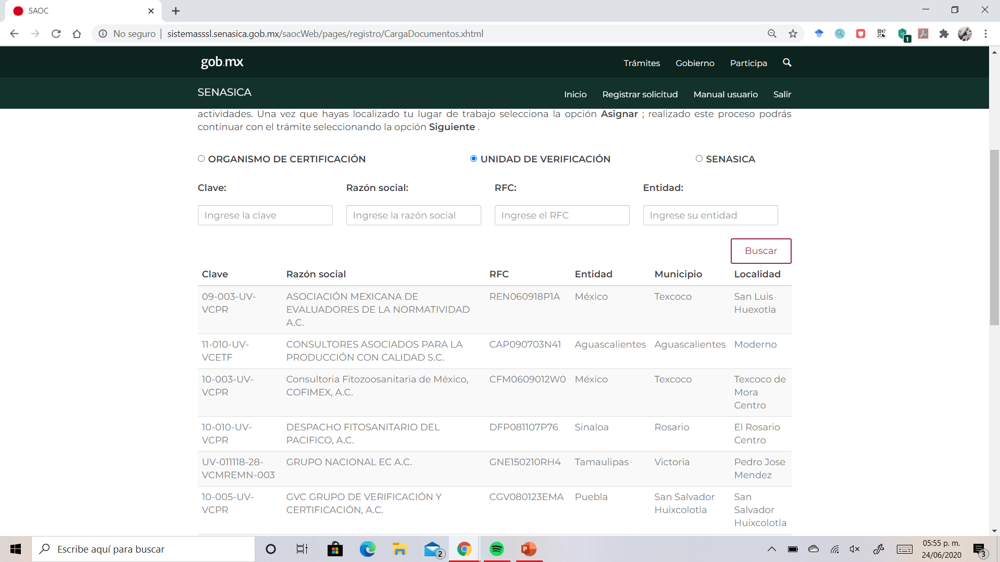 SAOC
No seguro
sistemasssl.senasica.gob.mx/saocWeb/pages/registro/CargaDocumentos.xhtml
1
gob.mx
Trámites Gobierno Participa
SENASICA
Inicio Registrar solicitud Manual usuario Salir
actividades. Una vez que hayas localizado tu lugar de trabajo selecciona la opción Asignar ; realizado este proceso podrás
continuar con el trámite seleccionando la opción Siguiente .
ORGANISMO DE CERTIFICACIÓN UNIDAD DE VERIFICACIÓN SENASICA
Clave: Razón social: RFC: Entidad:
Ingrese la clave Ingrese la razón social Ingrese el RFC Ingrese su entidad
Buscar
Clave Razón social RFC Entidad Municipio Localidad
09-003-UV- ASOCIACIÓN MEXICANA DE REN060918P1A México Texcoco San Luis
VCPR EVALUADORES DE LA NORMATIVIDAD Huexotla
A.C.
11-010-UV- CONSULTORES ASOCIADOS PARA LA CAP090703N41 Aguascalientes Aguascalientes Moderno
VCETF PRODUCCIÓN CON CALIDAD S.C.
10-003-UV- Consultoria Fitozoosanitaria de México, CFM0609012W0 México Texcoco Texcoco de
VCPR COFIMEX, A.C. Mora
Centro
10-010-UV- DESPACHO FITOSANITARIO DEL DFP081107P76 Sinaloa Rosario El Rosario
VCPR PACIFICO, A.C. Centro
UV-011118-28- GRUPO NACIONAL EC A.C. GNE150210RH4 Tamaulipas Victoria Pedro Jose
VCMREMN-003 Mendez
10-005-UV- GVC GRUPO DE VERIFICACIÓN Y CGV080123EMA Puebla San Salvador San
VCPR CERTIFICACIÓN, A.C. Huixcolotla Salvador
Huixcolotla
Escribe aquí para buscar
2
05:55 p. m.
24/06/2020
3